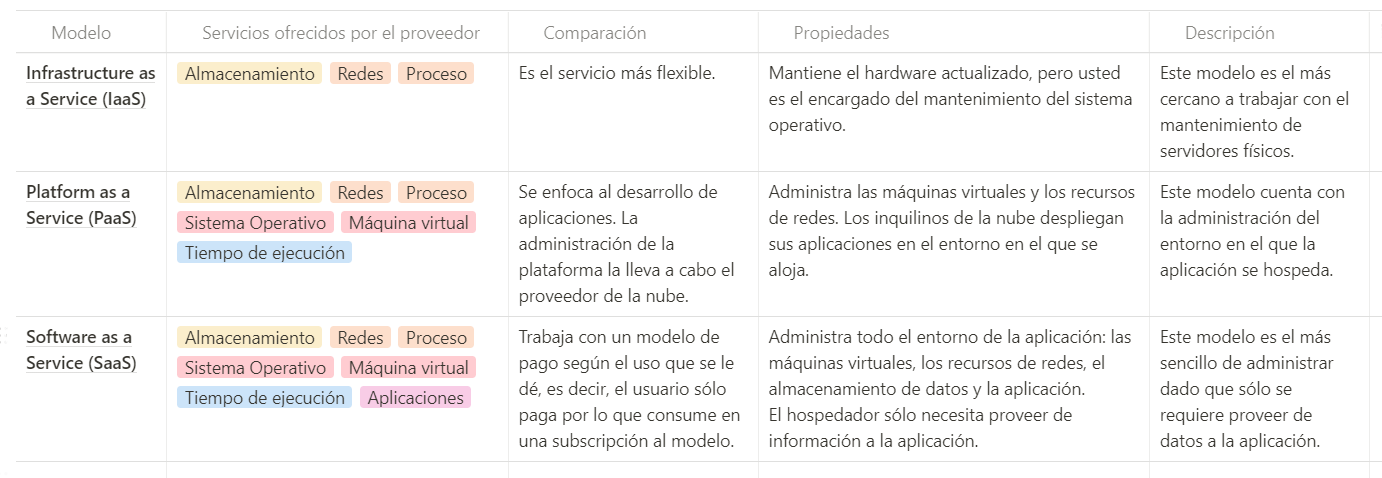 Modelo Servicios ofrecidos por el proveedor Comparación Propiedades Descripción
Infrastructure as
a Service (IaaS)
Almacenamiento Redes Proceso
Es el servicio más flexible.
Mantiene el hardware actualizado, pero usted
es el encargado del mantenimiento del sistema
operativo.
Este modelo es el más
cercano a trabajar con el
mantenimiento de
servidores físicos.
Platform as a
Service (PaaS)
Almacenamiento Redes Proceso
Sistema Operativo Máquina virtual
Tiempo de ejecución
Se enfoca al desarrollo de
aplicaciones. La
administración de la
plataforma la lleva a cabo el
proveedor de la nube.
Administra las máquinas virtuales y los recursos
de redes. Los inquilinos de la nube despliegan
sus aplicaciones en el entorno en el que se
aloja.
Este modelo cuenta con
la administración del
entorno en el que la
aplicación se hospeda.
Software as a
Service (SaaS)
Almacenamiento Redes Proceso
Sistema Operativo Máquina virtual
Tiempo de ejecución Aplicaciones
Trabaja con un modelo de
pago según el uso que se le
dé, es decir, el usuario sólo
paga por lo que consume en
una subscripción al modelo.
Administra todo el entorno de la aplicación: las
máquinas virtuales, los recursos de redes, el
almacenamiento de datos y la aplicación.
El hospedador sólo necesita proveer de
información a la aplicación.
Este modelo es el más
sencillo de administrar
dado que sólo se
requiere proveer de
datos a la aplicación.